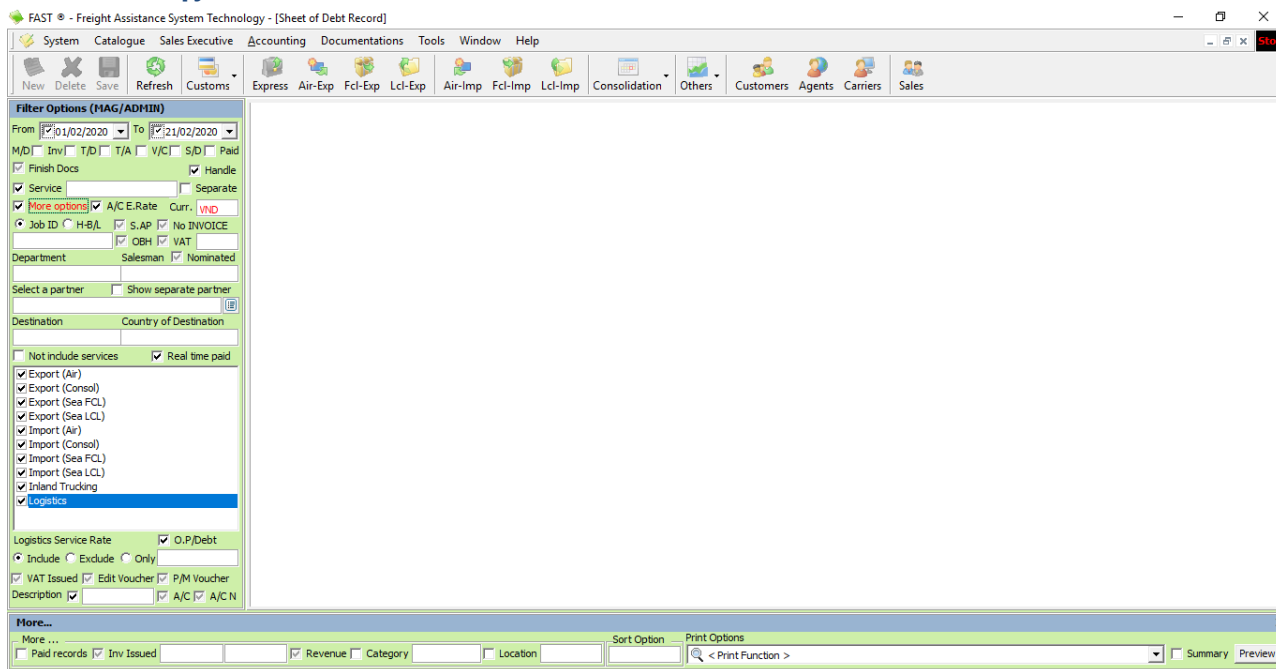 FAST ® - Freight Assistance System Technology - [Sheet of Debt Record]
System Catalogue Sales Executive Accounting Documentations Tools Window Help
Sto
New Delete Save Refresh Customs Express Air-Exp Fcl-Exp Lcl-Exp Air-Imp Fcl-Imp Lcl-Imp Consolidation Others Customers Agents Carriers Sales
Filter Options (MAG/ADMIN)
From 01/02/2020 To 21/02/2020
M/D Inv T/D T/A V/C S/D Paid
Finish Docs Handle
Service Separate
More options A/C E.Rate Curr. VND
Job ID H-B/L S.AP No INVOICE
OBH VAT
Department Salesman Nominated
Select a partner Show separate partner
Destination Country of Destination
Not include services Real time paid
Export (Air)
Export (Consol)
Export (Sea FCL)
Export (Sea LCL)
Import (Air)
Import (Consol)
Import (Sea FCL)
Import (Sea LCL)
Inland Trucking
Logistics
Logistics Service Rate O.P/Debt
Include Exclude Only
VAT Issued Edit Voucher P/M Voucher
Description A/C A/C N
More...
More ... Sort Option Print Options
Paid records Inv Issued Revenue Category Location < Print Function > Summary Preview